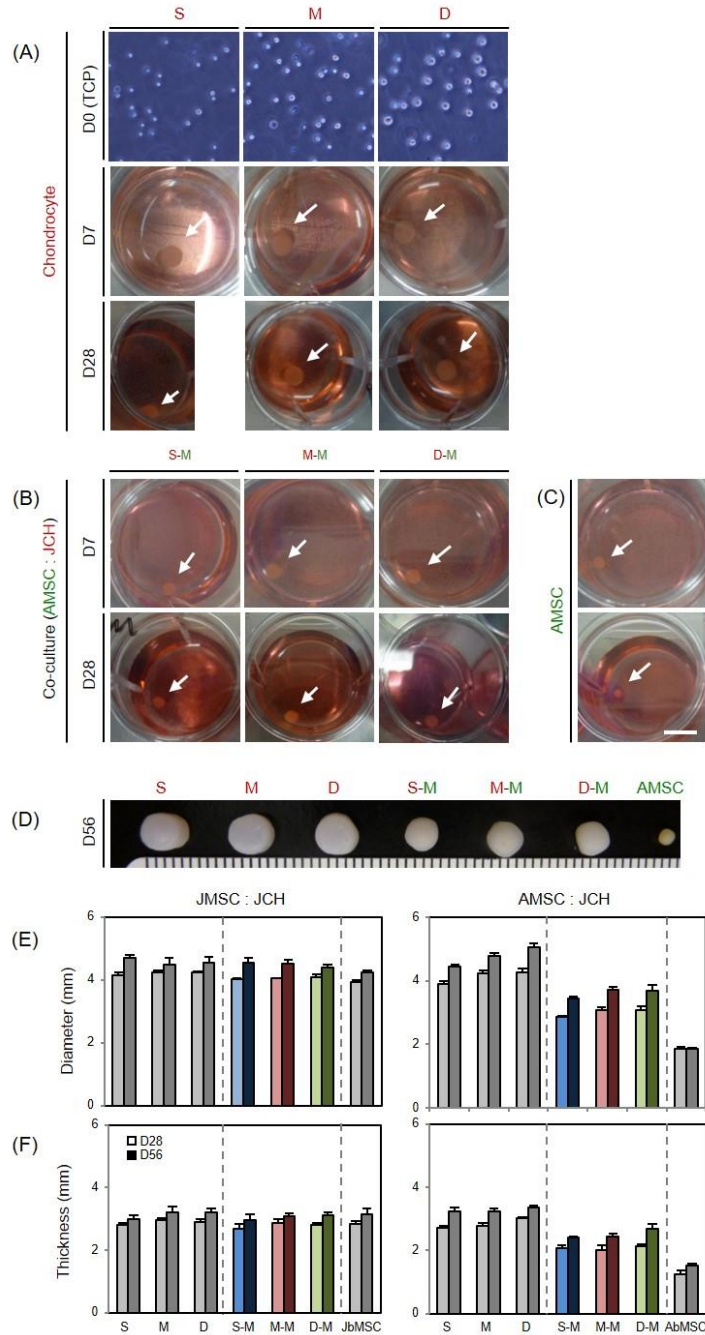 S M D
(A)
Chondrocyte
D0 (TCP)
D7
D28
S-M M-M D-M
(B)
Co-culture (AMSC : JCH)
D7
D28
(C)
AMSC
S M D S-M M-M D-M AMSC
(D)
D56
JMSC : JCH AMSC : JCH
(E)
Diameter (mm)
6 4 2 0
6 4 2 0
(F)
Thickness (mm)
D28
D56
6 4 2 0
6 4 2 0
S M D S-M M-M D-M JbMSC
S M D S-M M-M D-M AbMSC